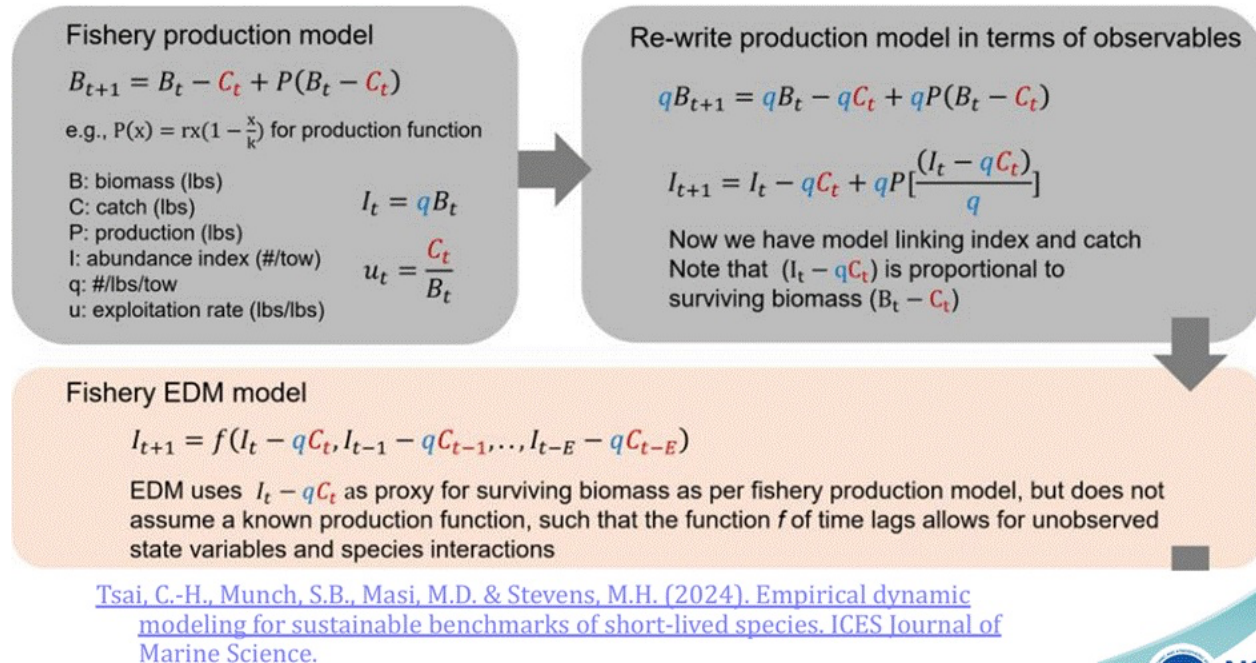 Fishery production model
B_{t+1} = B_t − C_t + P(B_t − C_t)
e.g., P(x) = rx(1 − x/k) for production function
B: biomass (lbs)
C: catch (lbs)
P: production (lbs)
I: abundance index (#/tow)
q: #/lbs/tow
u: exploitation rate (lbs/lbs)
I_t = qB_t
u_t = C_t/B_t
Re-write production model in terms of observables
qB_{t+1} = qB_t − qC_t + qP(B_t − C_t)
I_{t+1} = I_t − qC_t + qP[(I_t − qC_t)/q]
Now we have model linking index and catch
Note that (I_t − qC_t) is proportional to
surviving biomass (B_t − C_t)
Fishery EDM model
I_{t+1} = f(I_t − qC_t, I_{t−1} − qC_{t−1},.., I_{t−E} − qC_{t−E})
EDM uses I_t − qC_t as proxy for surviving biomass as per fishery production model, but does not
assume a known production function, such that the function f of time lags allows for unobserved
state variables and species interactions
Tsai, C.-H., Munch, S.B., Masi, M.D. & Stevens, M.H. (2024). Empirical dynamic
modeling for sustainable benchmarks of short-lived species. ICES Journal of
Marine Science.